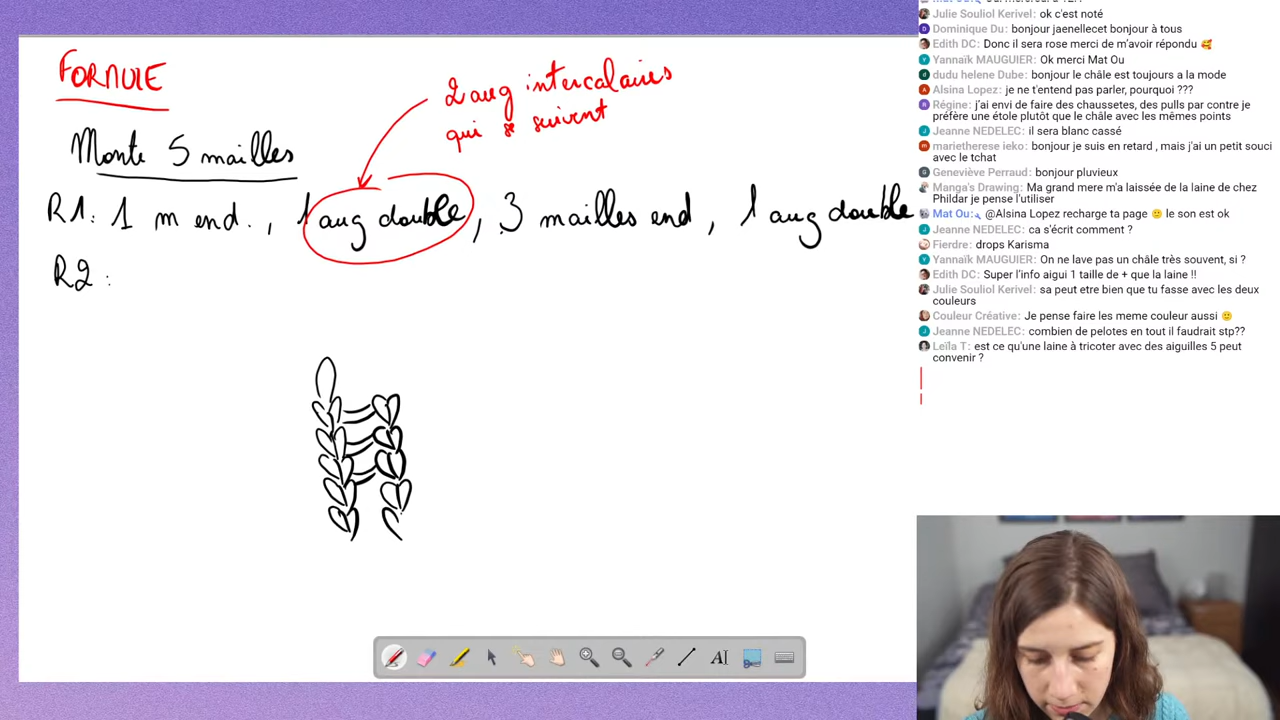 FORMULE
2 aug intercalaires
qui se suivent
Monte 5 mailles
R1: 1 m end., 1 aug double, 3 mailles end, 1 aug double
R2:
Julie Souliol Kerivel: ok c'est noté
Dominique Du: bonjour jaenellecet bonjour à tous
Edith DC: Donc il sera rose merci de m'avoir répondu 🥰
Yannaïk MAUGUIER: Ok merci Mat Ou
dudu helene Dube: bonjour le châle est toujours a la mode
Alsina Lopez: je ne t'entend pas parler, pourquoi ???
Régine: j'ai envi de faire des chaussetes, des pulls par contre je
préfère une étole plutôt que le châle avec les mêmes points
Jeanne NEDELEC: il sera blanc cassé
marietherese ieko: bonjour je suis en retard , mais j'ai un petit souci
avec le tchat
Geneviève Perraud: bonjour pluvieux
Manga's Drawing: Ma grand mere m'a laissée de la laine de chez
Phildar je pense l'utiliser
Mat Ou: @Alsina Lopez recharge ta page 🙂 le son est ok
Jeanne NEDELEC: ca s'écrit comment ?
Fierdre: drops Karisma
Yannaïk MAUGUIER: On ne lave pas un châle très souvent, si ?
Edith DC: Super l'info aigui 1 taille de + que la laine !!
Julie Souliol Kerivel: sa peut etre bien que tu fasse avec les deux
couleurs
Couleur Créative: Je pense faire les meme couleur aussi 🙂
Jeanne NEDELEC: combien de pelotes en tout il faudrait stp??
Leïla T: est ce qu'une laine à tricoter avec des aiguilles 5 peut
convenir ?
AI